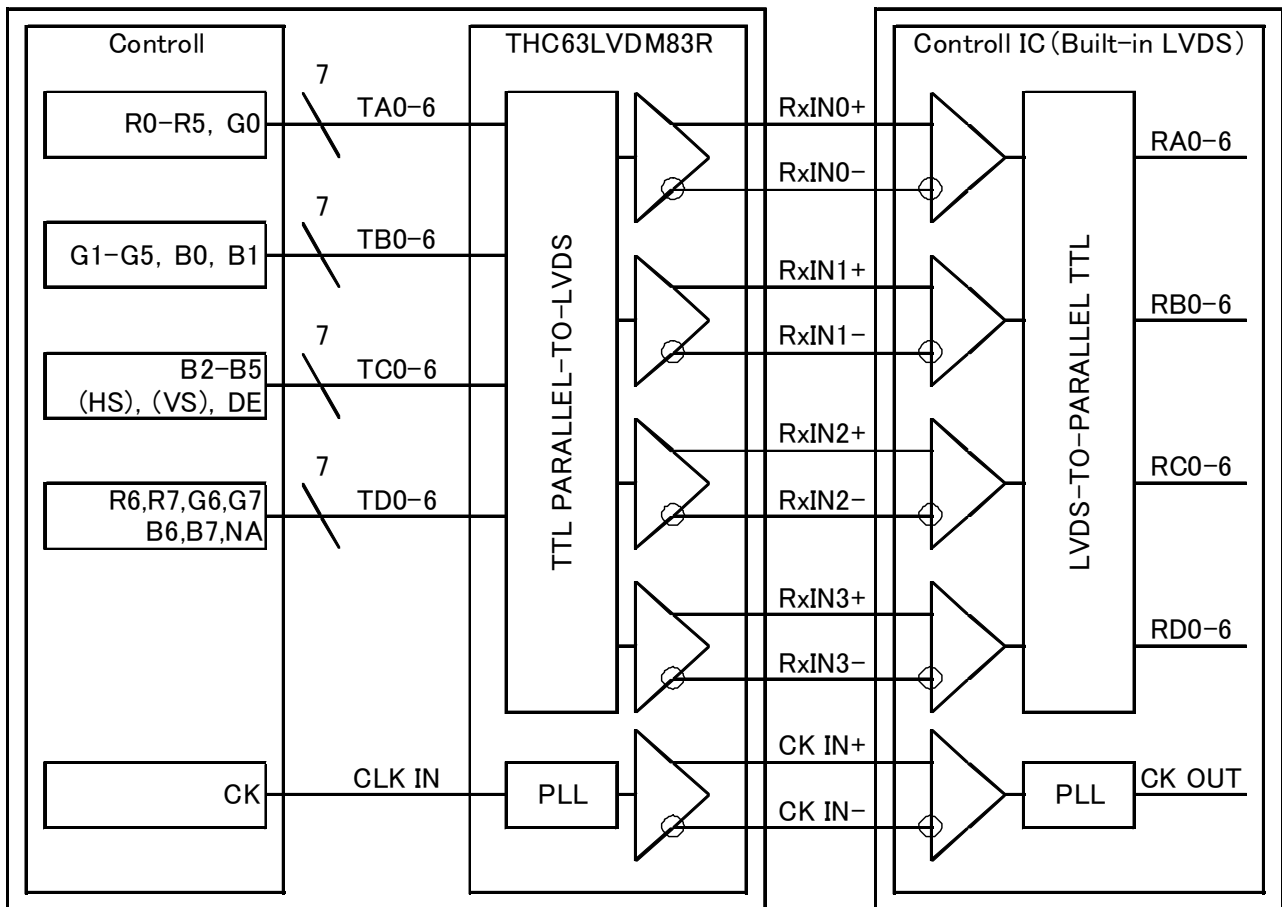 Controll
THC63LVDM83R
Controll IC(Built-in LVDS)
R0-R5, G0
7
TA0-6
G1-G5, B0, B1
7
TB0-6
B2-B5
(HS), (VS), DE
7
TC0-6
R6,R7,G6,G7
B6,B7,NA
7
TD0-6
CK
CLK IN
TTL PARALLEL-TO-LVDS
PLL
RxIN0+
RxIN0-
RxIN1+
RxIN1-
RxIN2+
RxIN2-
RxIN3+
RxIN3-
CK IN+
CK IN-
LVDS-TO-PARALLEL TTL
PLL
RA0-6
RB0-6
RC0-6
RD0-6
CK OUT